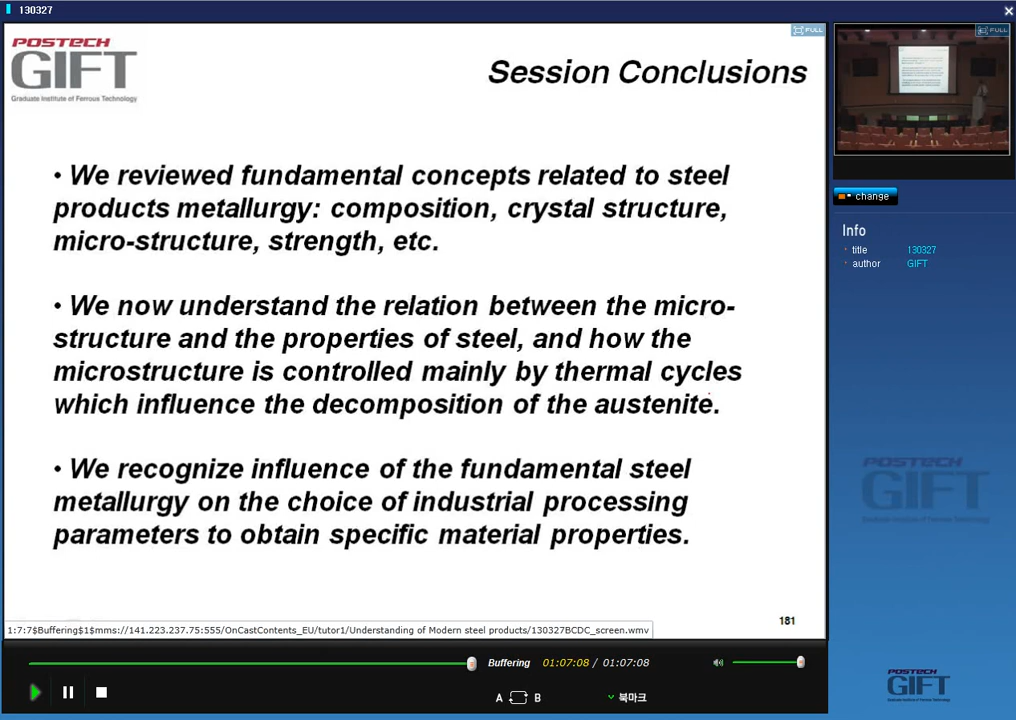 130327
POSTECH
GIFT
Graduate Institute of Ferrous Technology
FULL
Session Conclusions
• We reviewed fundamental concepts related to steel
products metallurgy: composition, crystal structure,
micro-structure, strength, etc.
• We now understand the relation between the micro-
structure and the properties of steel, and how the
microstructure is controlled mainly by thermal cycles
which influence the decomposition of the austenite.
• We recognize influence of the fundamental steel
metallurgy on the choice of industrial processing
parameters to obtain specific material properties.
181
1:7:7$Buffering$1$mms://141.223.237.75:555/OnCastContents_EU/tutor1/Understanding of Modern steel products/130327BCDC_screen.wmv
Buffering 01:07:08 / 01:07:08
A B 북마크
FULL
change
Info
title 130327
author GIFT
POSTECH
GIFT
Graduate Institute of Ferrous Technology
POSTECH
GIFT